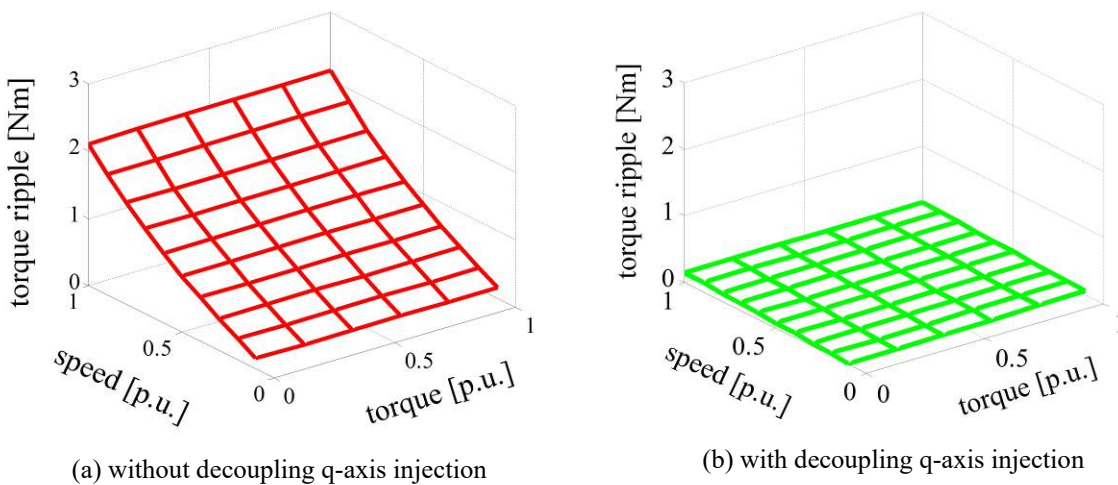 3
2
1
0
torque ripple [Nm]
1
0.5
0
speed [p.u.]
0
0.5
1
torque [p.u.]
(a) without decoupling q-axis injection
3
2
1
0
torque ripple [Nm]
1
0.5
0
speed [p.u.]
0
0.5
torque [p.u.]
(b) with decoupling q-axis injection